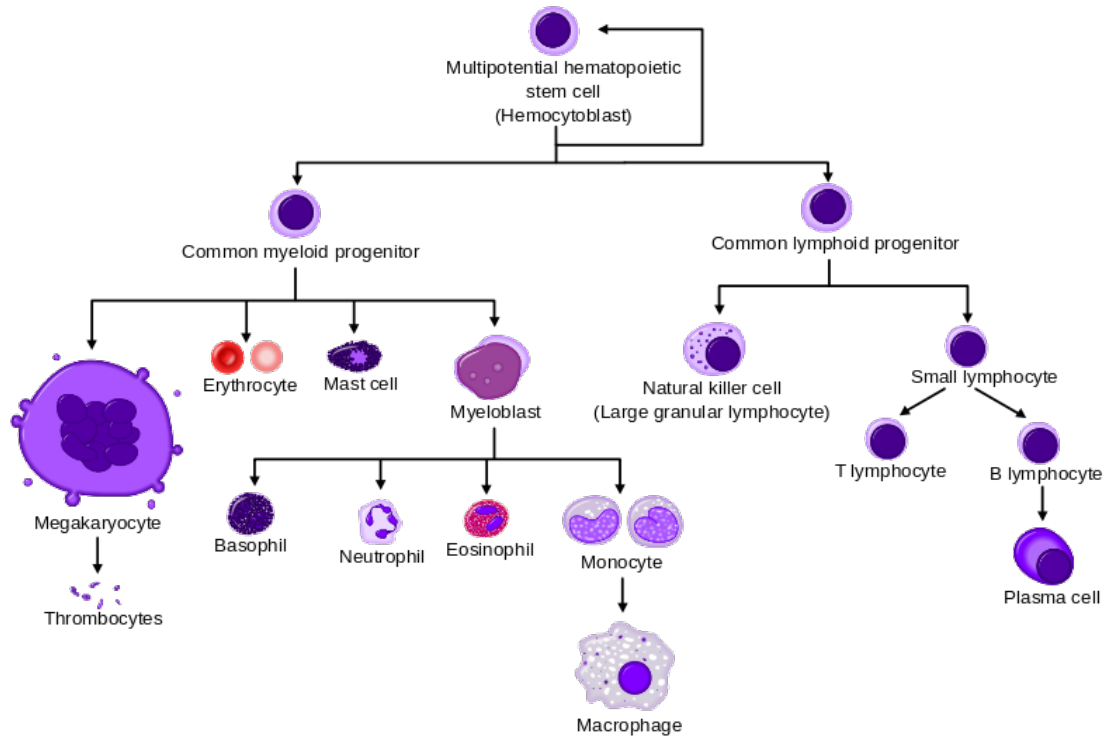 Multipotential hematopoietic
stem cell
(Hemocytoblast)
Common myeloid progenitor
Common lymphoid progenitor
Erythrocyte
Mast cell
Myeloblast
Natural killer cell
(Large granular lymphocyte)
Small lymphocyte
T lymphocyte
B lymphocyte
Megakaryocyte
Basophil
Neutrophil
Eosinophil
Monocyte
Plasma cell
Thrombocytes
Macrophage